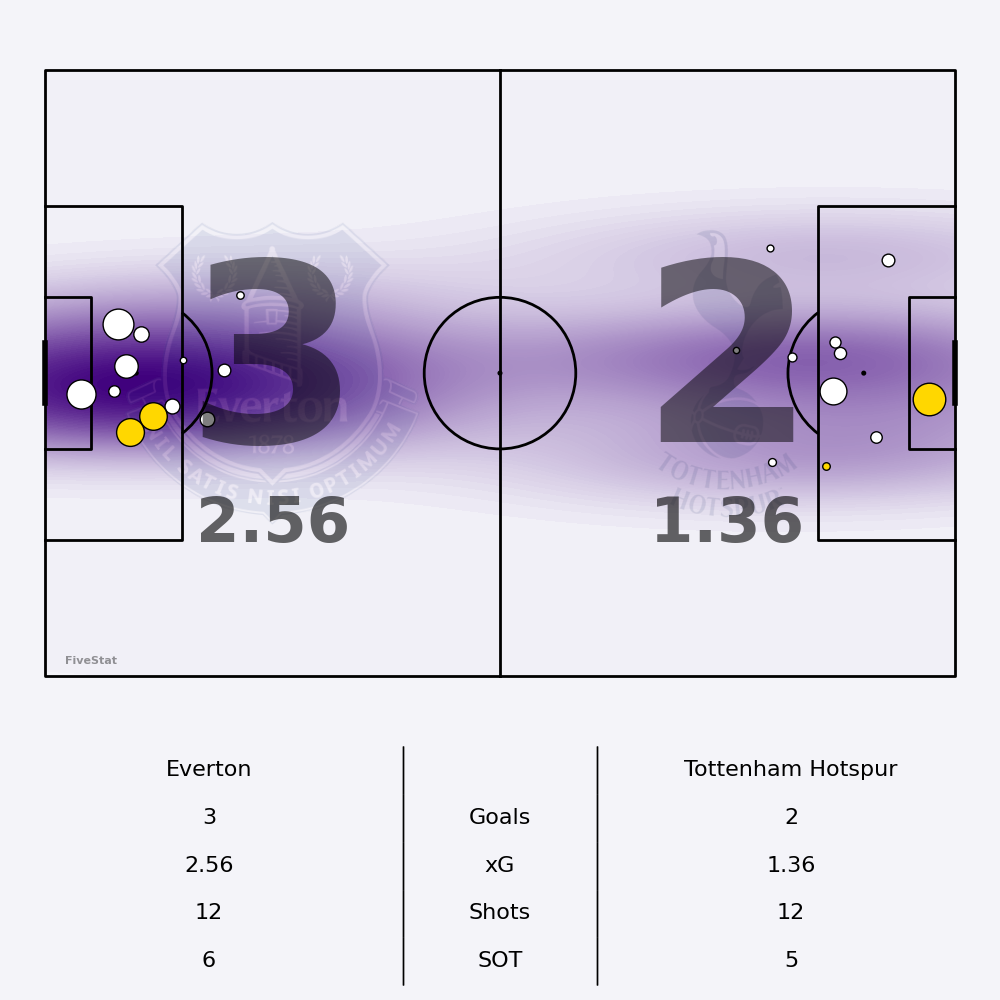 3 2
Everton
1878
NIL SATIS NISI OPTIMUM
TOTTENHAM
HOTSPUR
2.56 1.36
FiveStat
Everton Tottenham Hotspur
3 Goals 2
2.56 xG 1.36
12 Shots 12
6 SOT 5